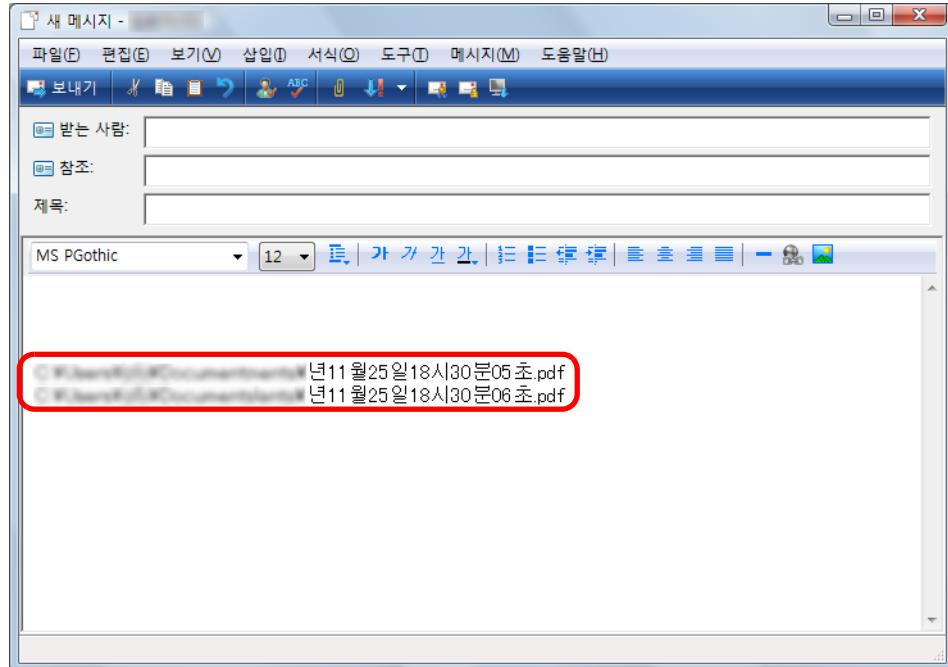 새 메시지 -
파일(F) 편집(E) 보기(V) 삽입(I) 서식(O) 도구(T) 메시지(M) 도움말(H)
보내기
받는 사람:
참조:
제목:
MS PGothic 12 가 가 가 가
년11월25일18시30분05초.pdf
년11월25일18시30분06초.pdf